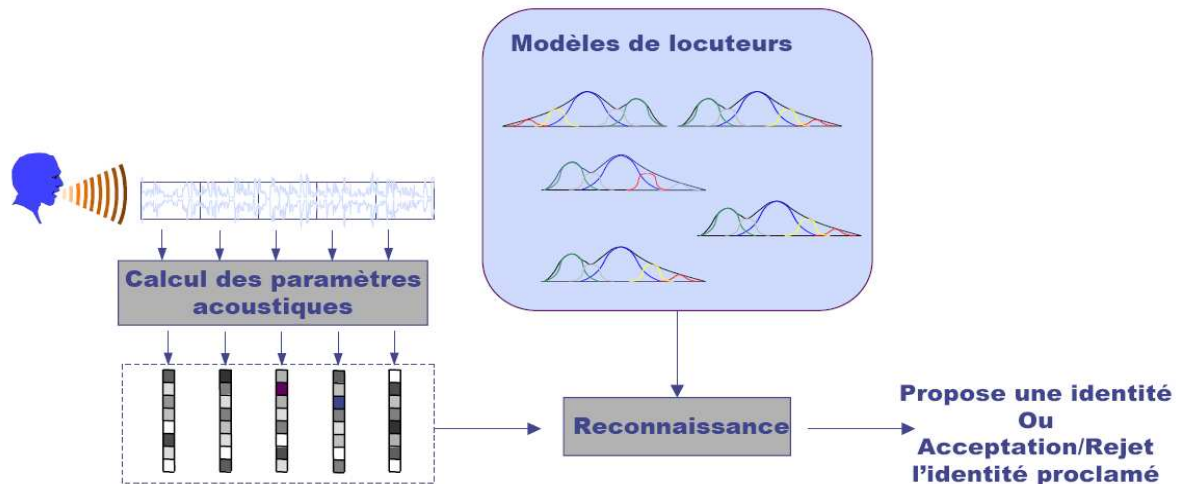 Modèles de locuteurs
Calcul des paramètres
acoustiques
Reconnaissance
Propose une identité
Ou
Acceptation/Rejet
l’identité proclamé